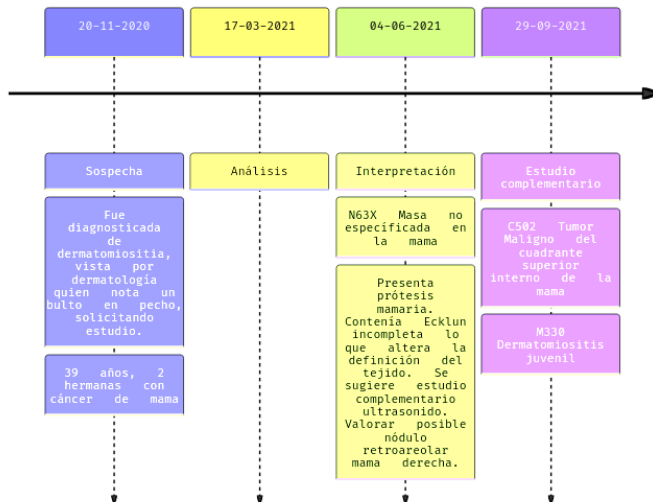 20-11-2020
17-03-2021
04-06-2021
29-09-2021
Sospecha
Fue
diagnosticada
de
dermatomiositia,
vista por
dermatología
quien nota un
bulto en pecho,
solicitando
estudio.
39 años, 2
hermanas con
cáncer de mama
Análisis
Interpretación
N63X Masa no
especificada en
la mama
Presenta
prótesis
mamaria.
Contenía Ecklun
incompleta lo
que altera la
definición del
tejido. Se
sugiere estudio
complementario
ultrasonido.
Valorar posible
nódulo
retroareolar
mama derecha.
Estudio
complementario
C502 Tumor
Maligno del
cuadrante
superior
interno de la
mama
M330
Dermatomiositis
juvenil